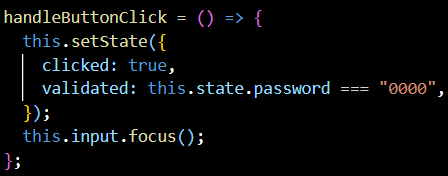 handleButtonClick = () => {
  this.setState({
    clicked: true,
    validated: this.state.password === "0000",
  });
  this.input.focus();
};